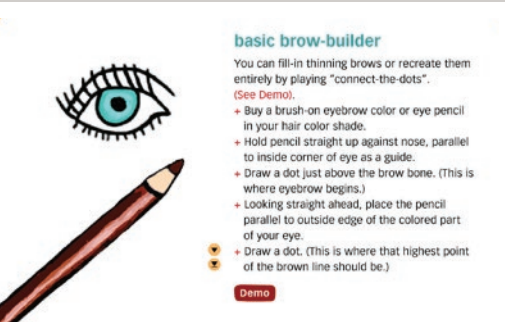 basic brow-builder
You can fill-in thinning brows or recreate them
entirely by playing “connect-the-dots”.
(See Demo).
+ Buy a brush-on eyebrow color or eye pencil
in your hair color shade.
+ Hold pencil straight up against nose, parallel
to inside corner of eye as a guide.
+ Draw a dot just above the brow bone. (This is
where eyebrow begins.)
+ Looking straight ahead, place the pencil
parallel to outside edge of the colored part
of your eye.
+ Draw a dot. (This is where that highest point
of the brown line should be.)
Demo